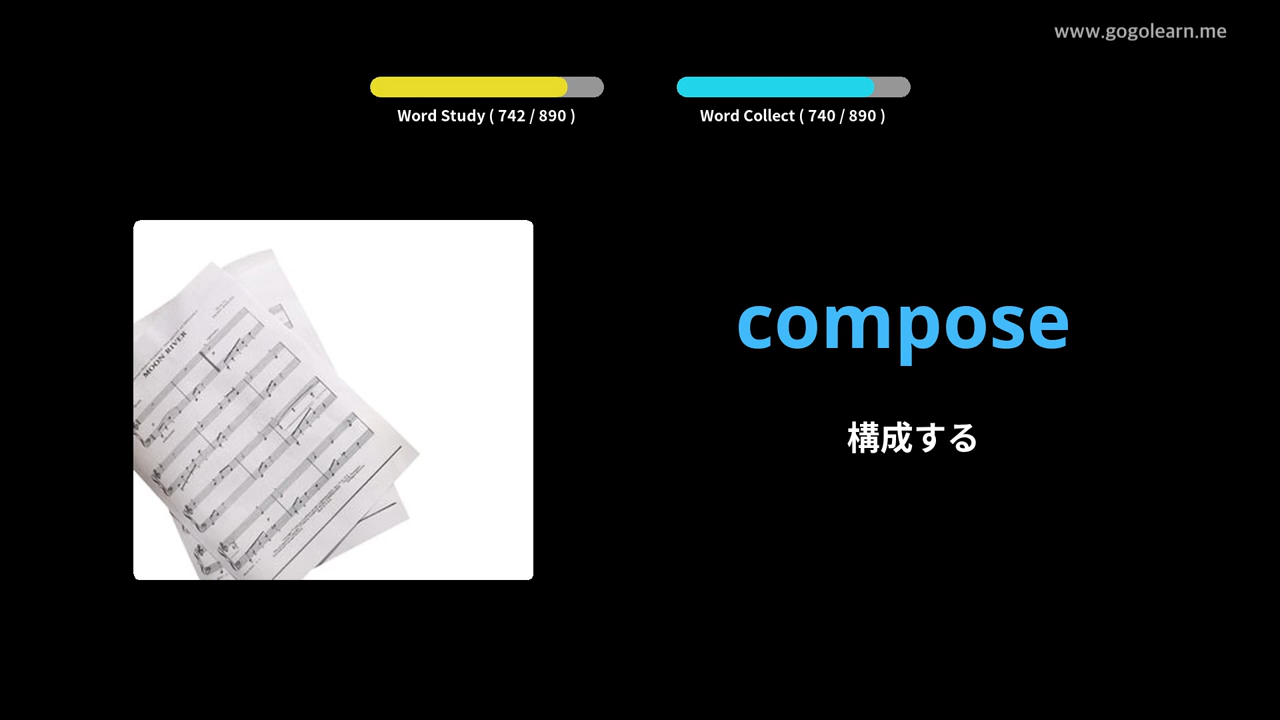 www.gogolearn.me
Word Study ( 742 / 890 )
Word Collect ( 740 / 890 )
MOON RIVER
compose
構成する